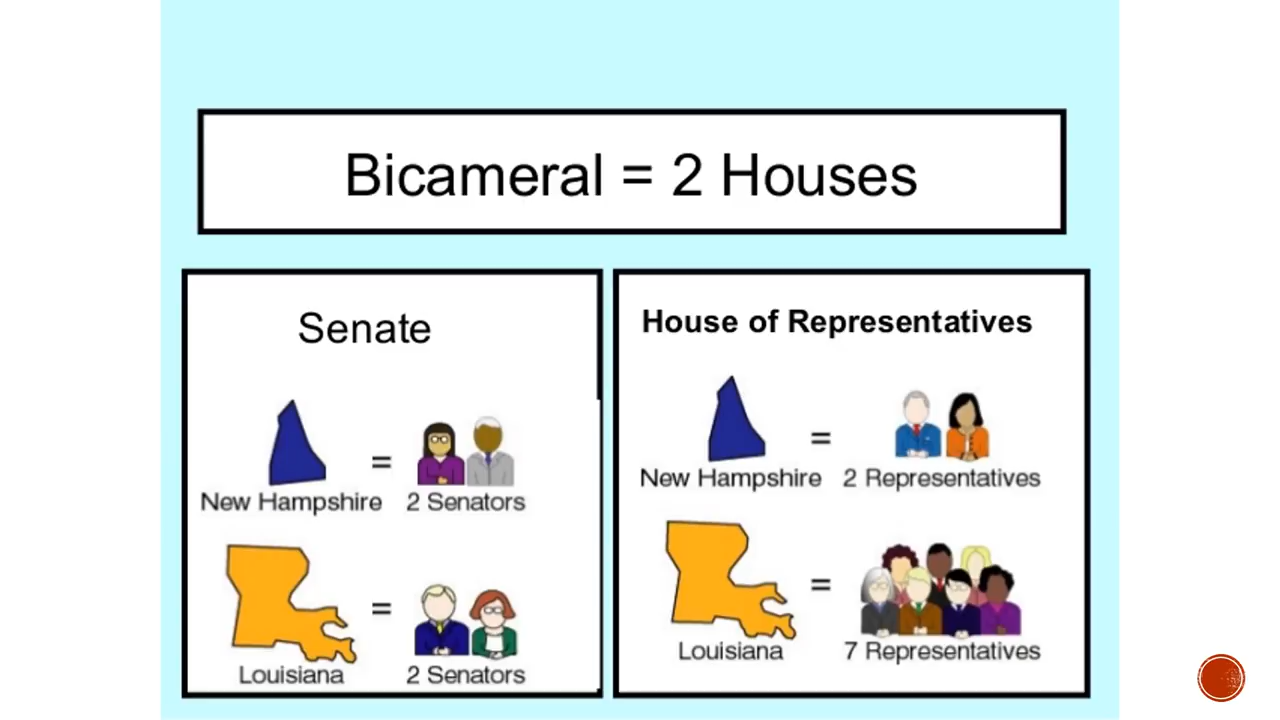 Bicameral = 2 Houses
Senate
=
New Hampshire 2 Senators
=
Louisiana 2 Senators
House of Representatives
=
New Hampshire 2 Representatives
=
Louisiana 7 Representatives